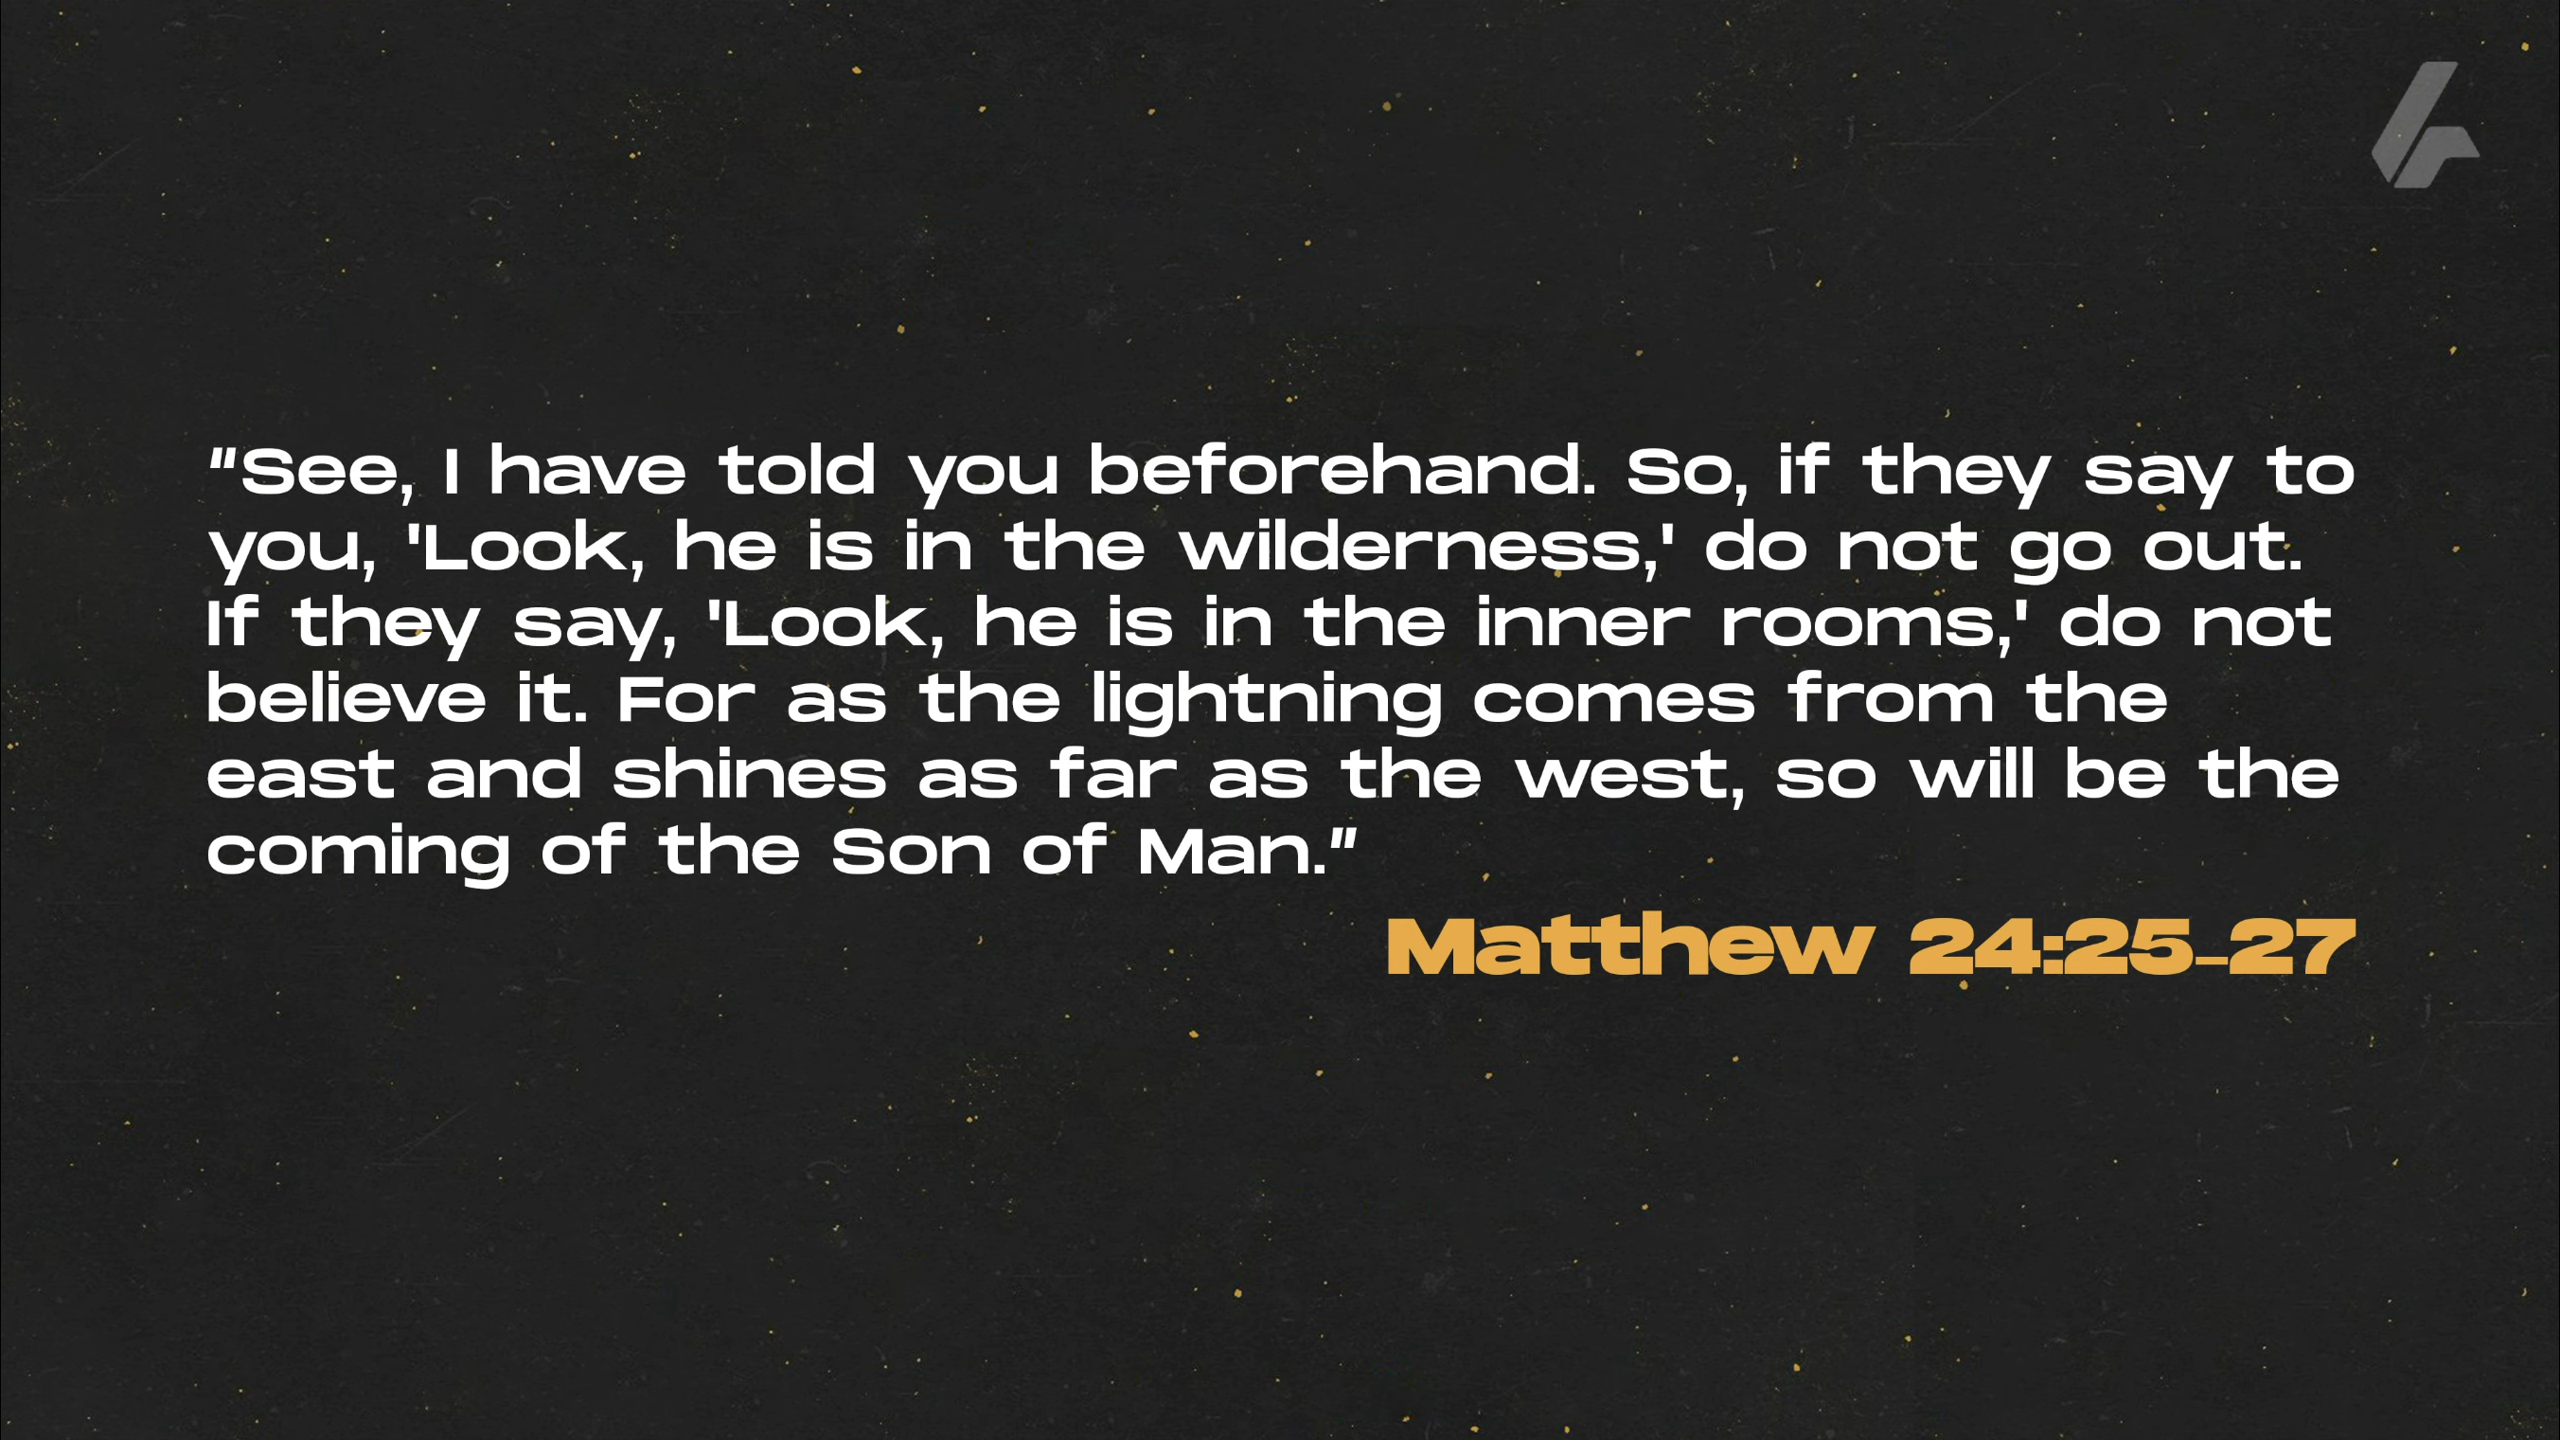 "See, I have told you beforehand. So, if they say to
you, 'Look, he is in the wilderness,' do not go out.
If they say, 'Look, he is in the inner rooms,' do not
believe it. For as the lightning comes from the
east and shines as far as the west, so will be the
coming of the Son of Man."
Matthew 24:25-27